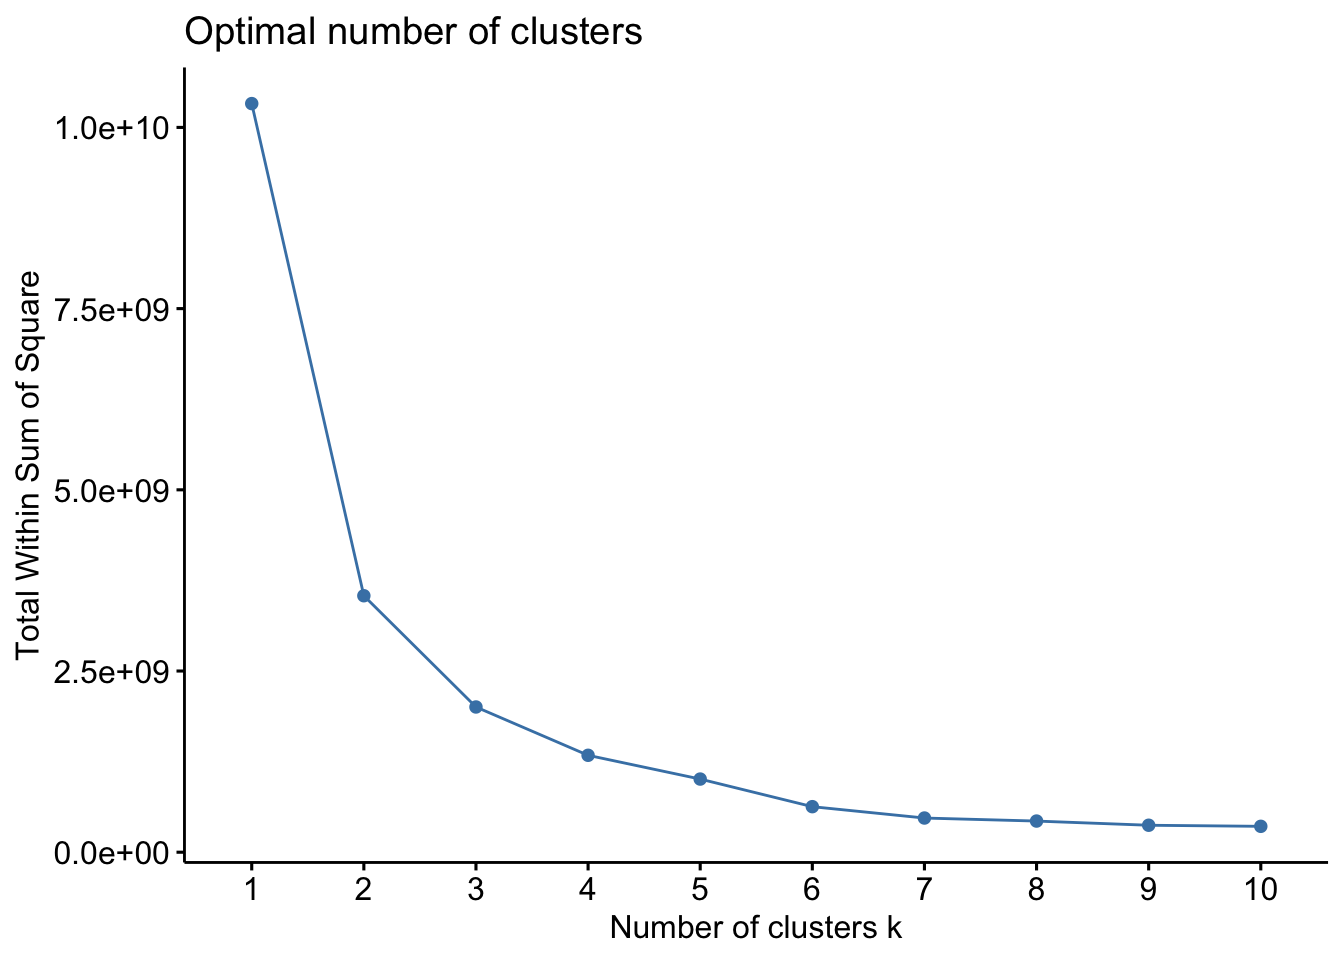 Optimal number of clusters
1.0e+10
7.5e+09
5.0e+09
2.5e+09
0.0e+00
Total Within Sum of Square
1 2 3 4 5 6 7 8 9 10
Number of clusters k